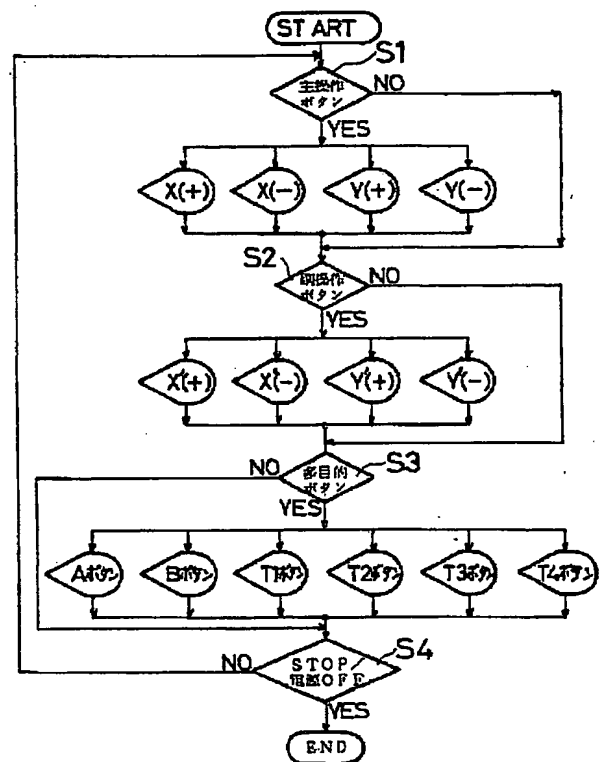 START
S1
主操作
ボタン
NO
YES
X(+)
X(-)
Y(+)
Y(-)
S2
副操作
ボタン
NO
YES
X'(+)
X'(-)
Y'(+)
Y'(-)
NO
多目的
ボタン
S3
YES
Aボタン
Bボタン
T1ボタン
T2ボタン
T3ボタン
T4ボタン
NO
STOP
電源OFF
S4
YES
END